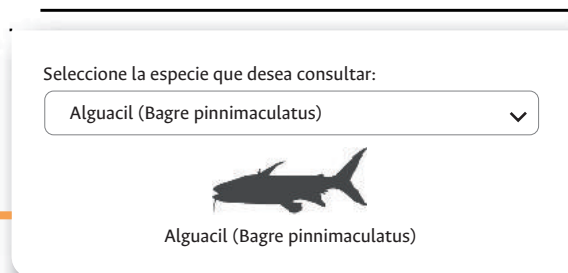 Seleccione la especie que desea consultar:
Alguacil (Bagre pinnimaculatus)
Alguacil (Bagre pinnimaculatus)